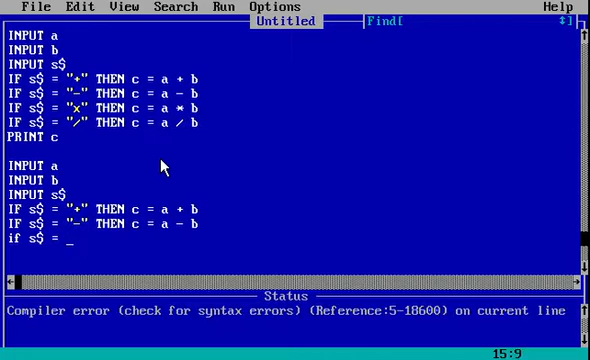 File Edit View Search Run Options Help
Untitled Find[ ]
INPUT a
INPUT b
INPUT s$
IF s$ = "+" THEN c = a + b
IF s$ = "-" THEN c = a - b
IF s$ = "x" THEN c = a * b
IF s$ = "/" THEN c = a / b
PRINT c
INPUT a
INPUT b
INPUT s$
IF s$ = "+" THEN c = a + b
IF s$ = "-" THEN c = a - b
if s$ = _
Status
Compiler error (check for syntax errors) (Reference:5-18600) on current line
15:9